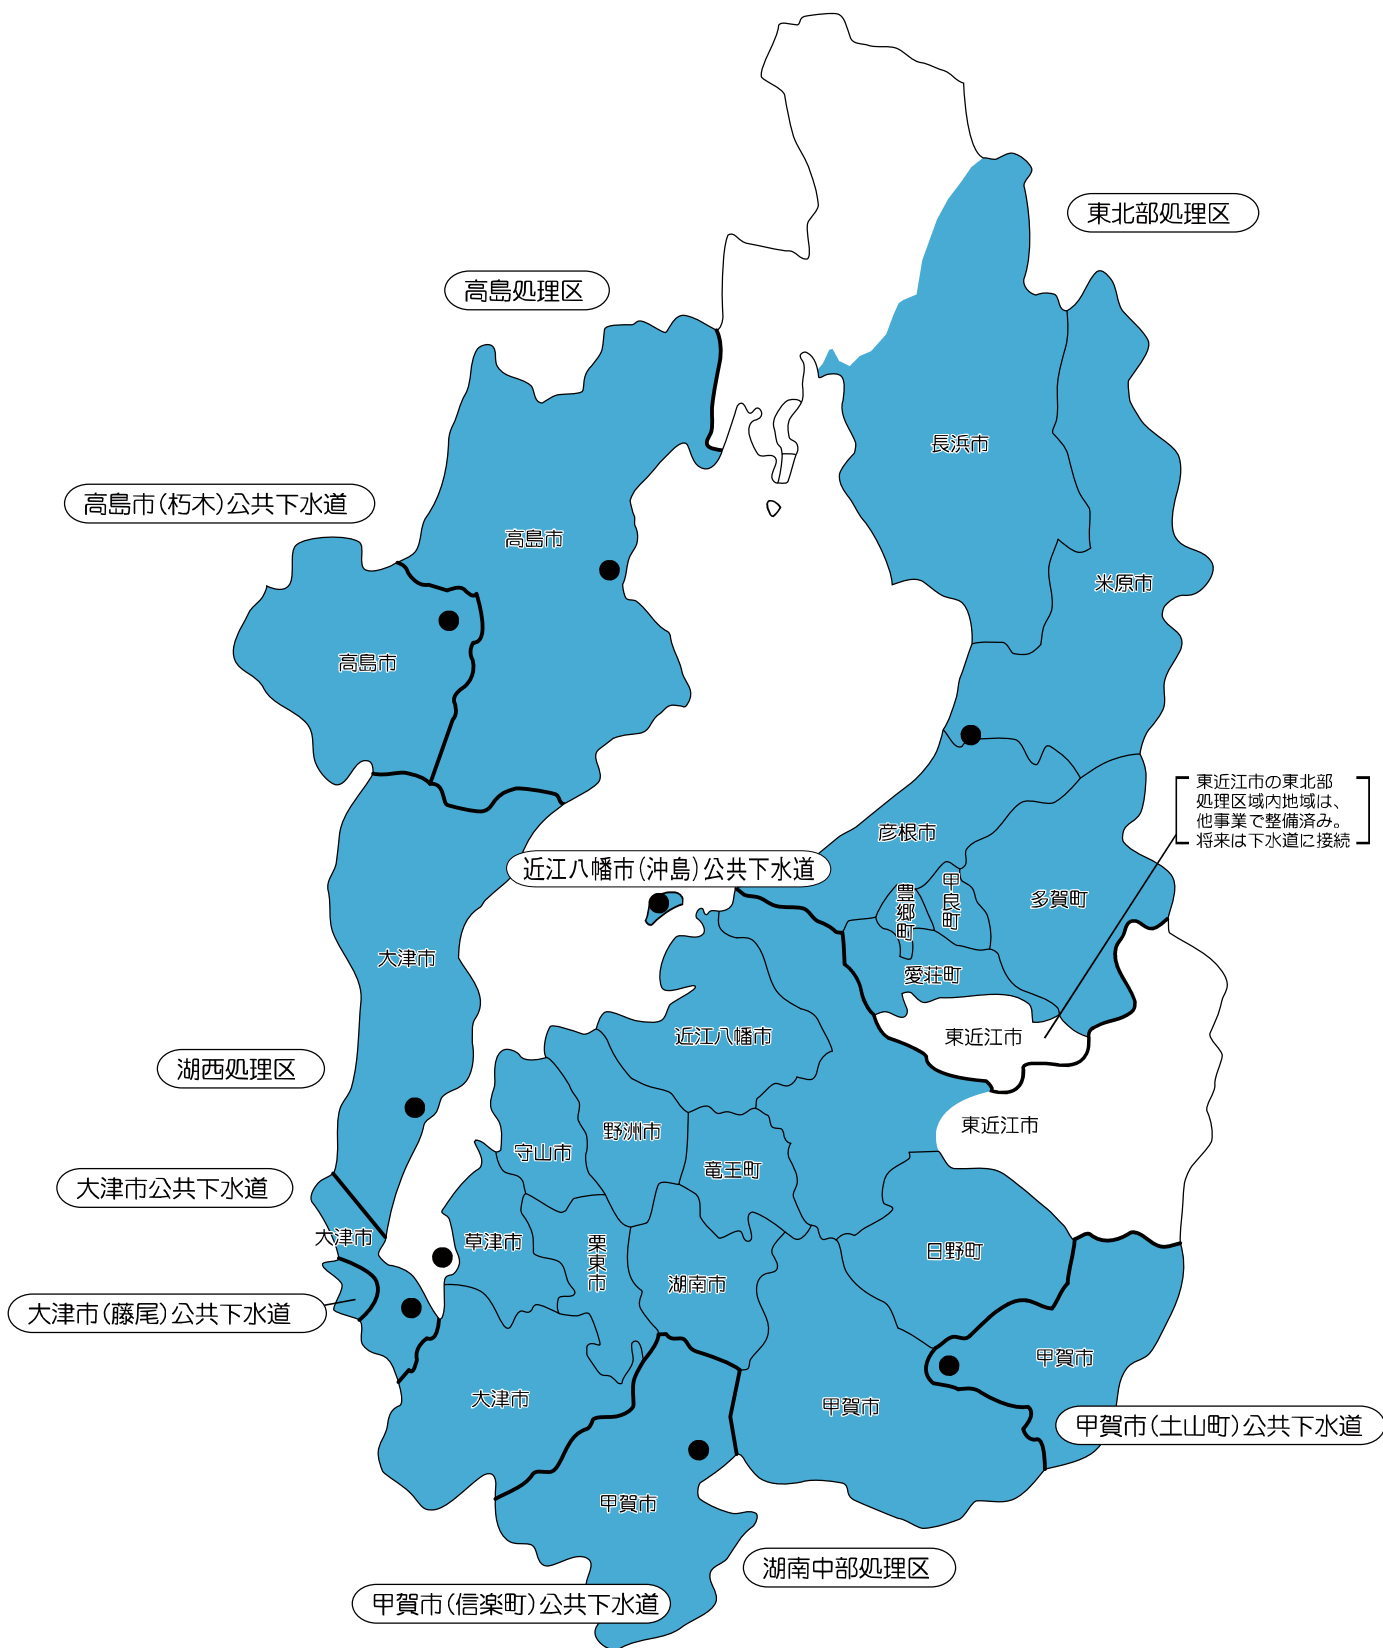 東北部処理区
高島処理区
長浜市
高島市(朽木)公共下水道
高島市
米原市
高島市
東近江市の東北部
処理区域内地域は、
他事業で整備済み。
将来は下水道に接続
彦根市
近江八幡市(沖島)公共下水道
豊郷町
甲良町
多賀町
大津市
愛荘町
近江八幡市
東近江市
湖西処理区
東近江市
野洲市
守山市
竜王町
大津市公共下水道
大津市
草津市
栗東市
日野町
湖南市
大津市(藤尾)公共下水道
甲賀市
大津市
甲賀市
甲賀市(土山町)公共下水道
甲賀市
湖南中部処理区
甲賀市(信楽町)公共下水道